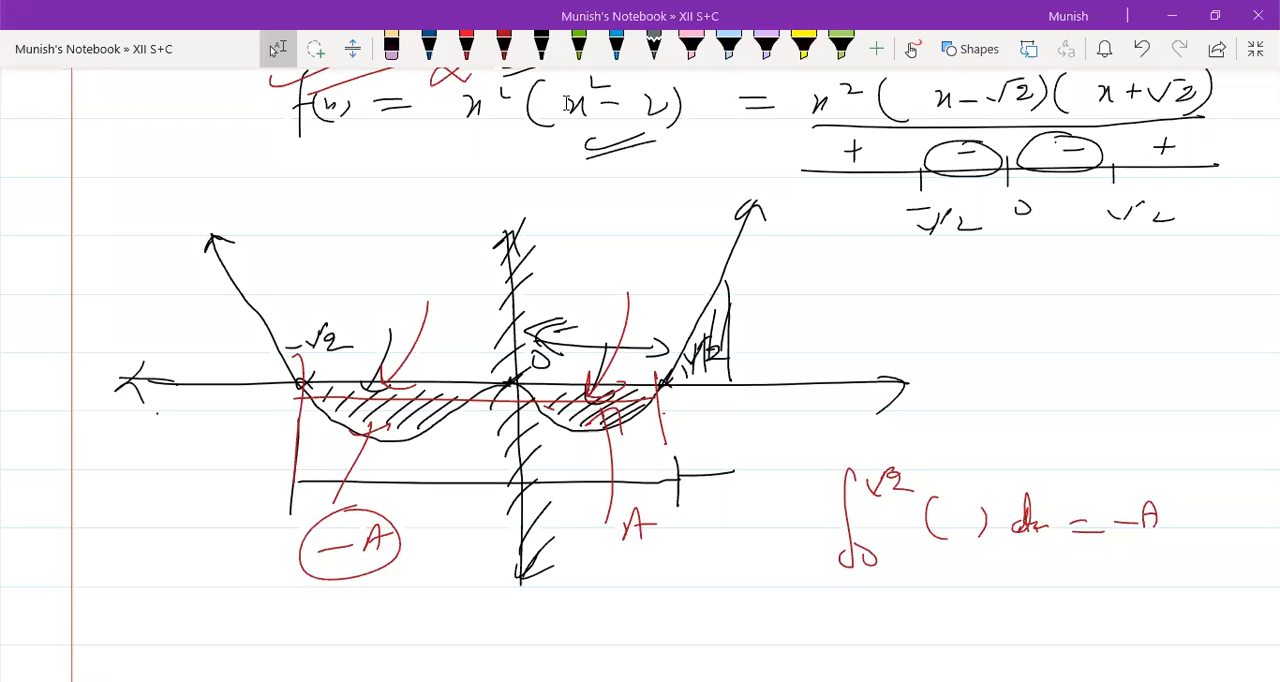 Munish's Notebook » XII S+C
Munish
Munish's Notebook » XII S+C
Shapes
f(x) = x² (x² - 2) = x² (x-√2)(x+√2)
+ - - +
-√2 0 √2
-√2 0 √2
-A A
∫₀^√2 ( ) dx = -A